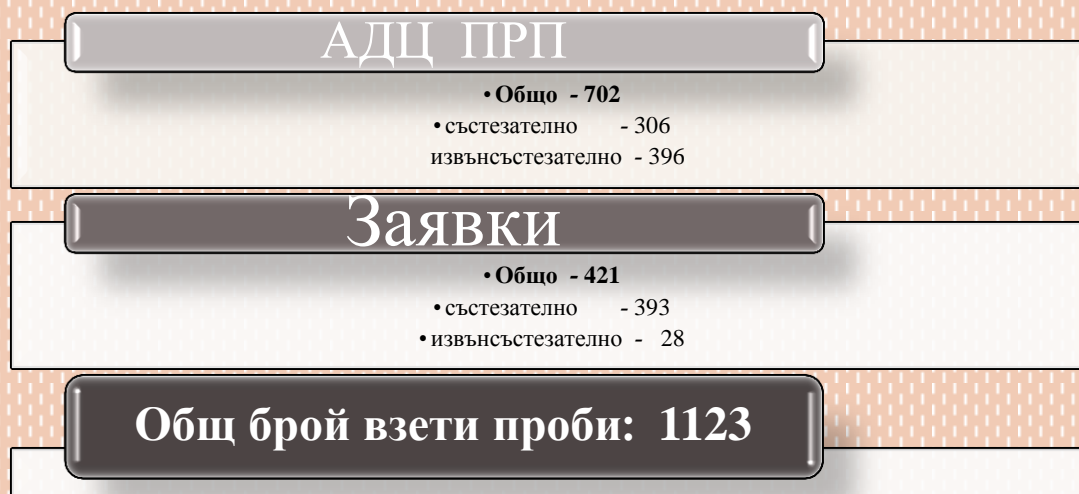 АДЦ ПРП
• Общо - 702
• състезателно - 306
извънсъстезателно - 396
Заявки
• Общо - 421
• състезателно - 393
• извънсъстезателно - 28
Общ брой взети проби: 1123